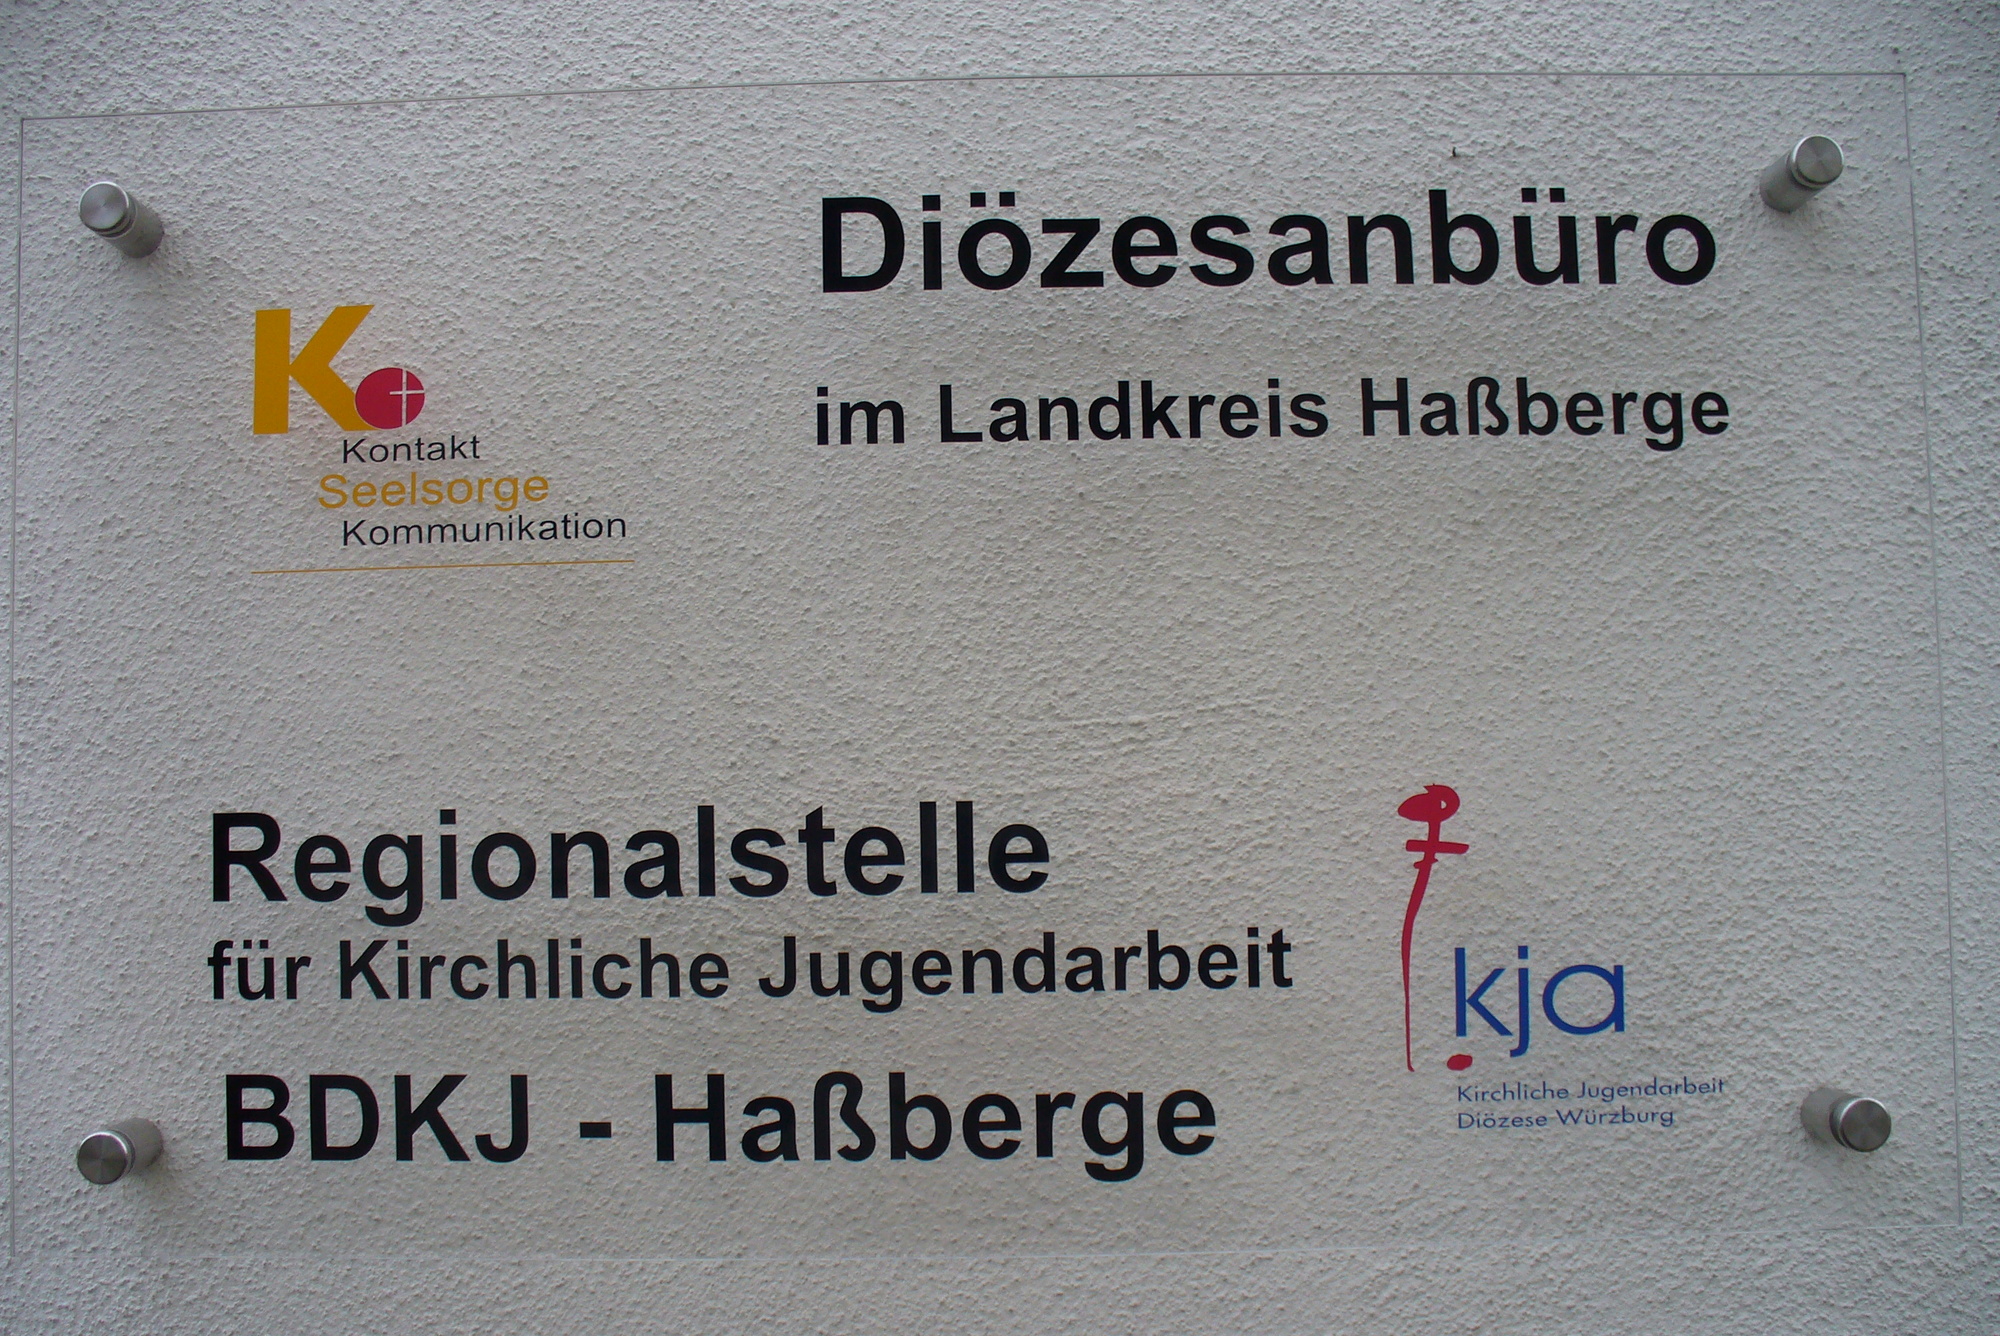 Diözesanbüro
im Landkreis Haßberge
K
Kontakt
Seelsorge
Kommunikation
Regionalstelle
für Kirchliche Jugendarbeit
BDKJ - Haßberge
kja
Kirchliche Jugendarbeit
Diözese Würzburg